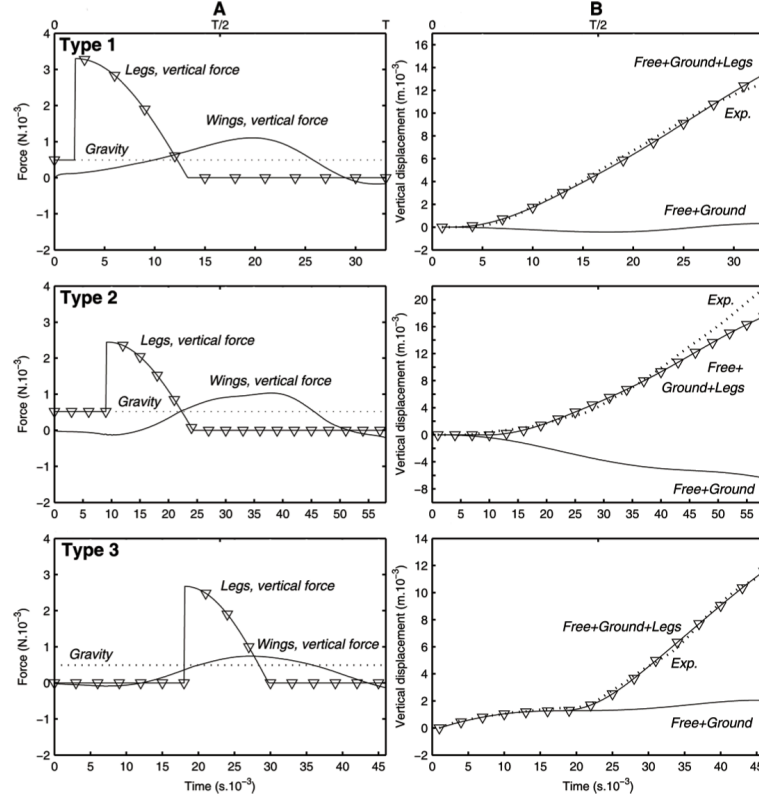 A B
0 T/2 T 0 T/2
Type 1
4
3
2
1
0
−1
−2
Force (N.10⁻³)
Legs, vertical force
Wings, vertical force
Gravity
0 5 10 15 20 25 30
16
14
12
10
8
6
4
2
0
−2
Vertical displacement (m.10⁻³)
Free+Ground+Legs
Exp.
Free+Ground
0 5 10 15 20 25 30
Type 2
4
3
2
1
0
−1
−2
Force (N.10⁻³)
Legs, vertical force
Wings, vertical force
Gravity
0 5 10 15 20 25 30 35 40 45 50 55
20
16
12
8
4
0
−4
−8
Vertical displacement (m.10⁻³)
Exp.
Free+
Ground+Legs
Free+Ground
0 5 10 15 20 25 30 35 40 45 50 55
Type 3
4
3
2
1
0
−1
−2
Force (N.10⁻³)
Legs, vertical force
Wings, vertical force
Gravity
0 5 10 15 20 25 30 35 40 45
Time (s.10⁻³)
14
12
10
8
6
4
2
0
−2
Vertical displacement (m.10⁻³)
Free+Ground+Legs
Exp.
Free+Ground
0 5 10 15 20 25 30 35 40 45
Time (s.10⁻³)